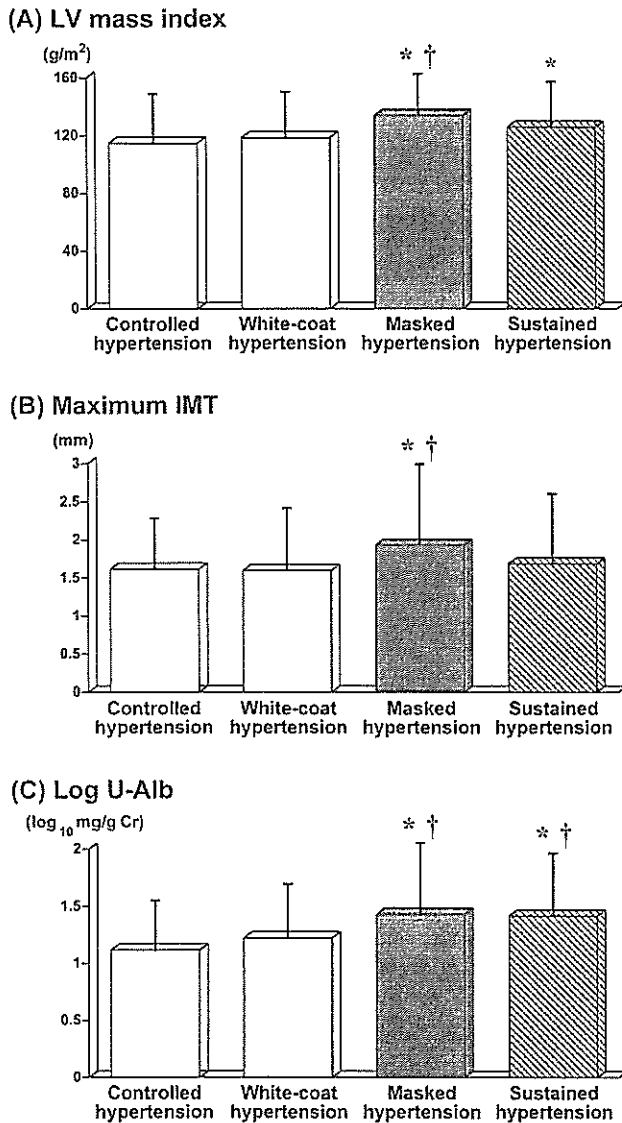 (A) LV mass index
(g/m²)
* † *
160
120
80
40
0
Controlled hypertension White-coat hypertension Masked hypertension Sustained hypertension
(B) Maximum IMT
(mm)
* †
3
2.5
2
1.5
1
0.5
0
Controlled hypertension White-coat hypertension Masked hypertension Sustained hypertension
(C) Log U-Alb
(log₁₀ mg/g Cr)
* † * †
2
1.5
1
0.5
0
Controlled hypertension White-coat hypertension Masked hypertension Sustained hypertension